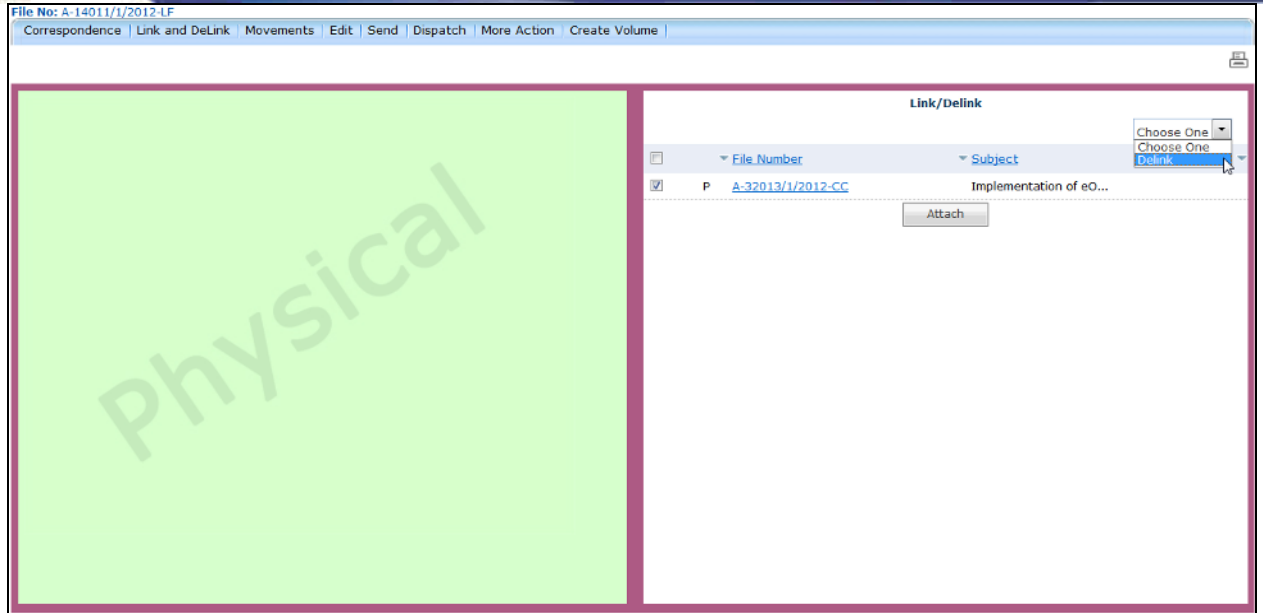 File No: A-14011/1/2012-LF
Correspondence | Link and DeLink | Movements | Edit | Send | Dispatch | More Action | Create Volume |
Link/Delink
Choose One
Choose One
Delink
File Number Subject
P A-32013/1/2012-CC Implementation of eO...
Attach
Physical